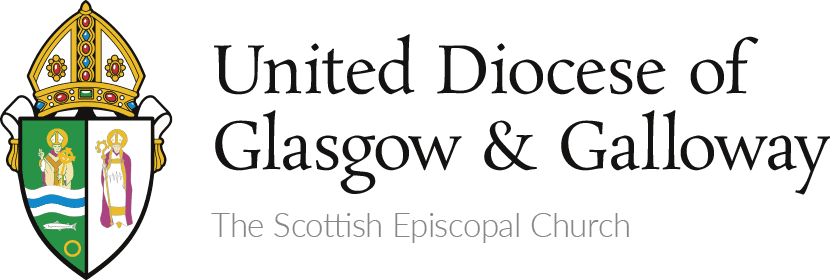 United Diocese of
Glasgow & Galloway
The Scottish Episcopal Church